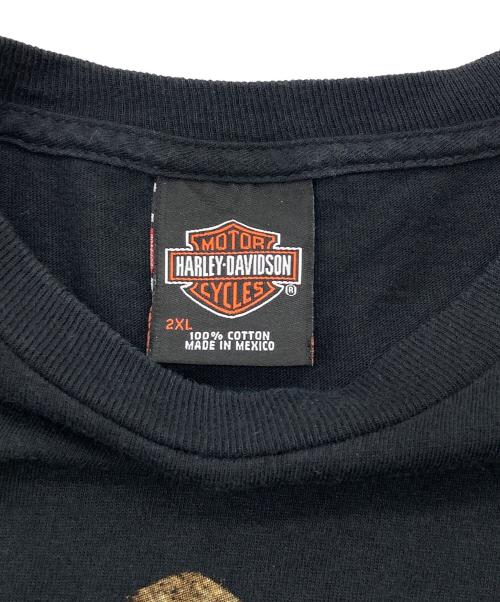 MOTOR
HARLEY-DAVIDSON
CYCLES
®
2XL
100% COTTON
MADE IN MEXICO